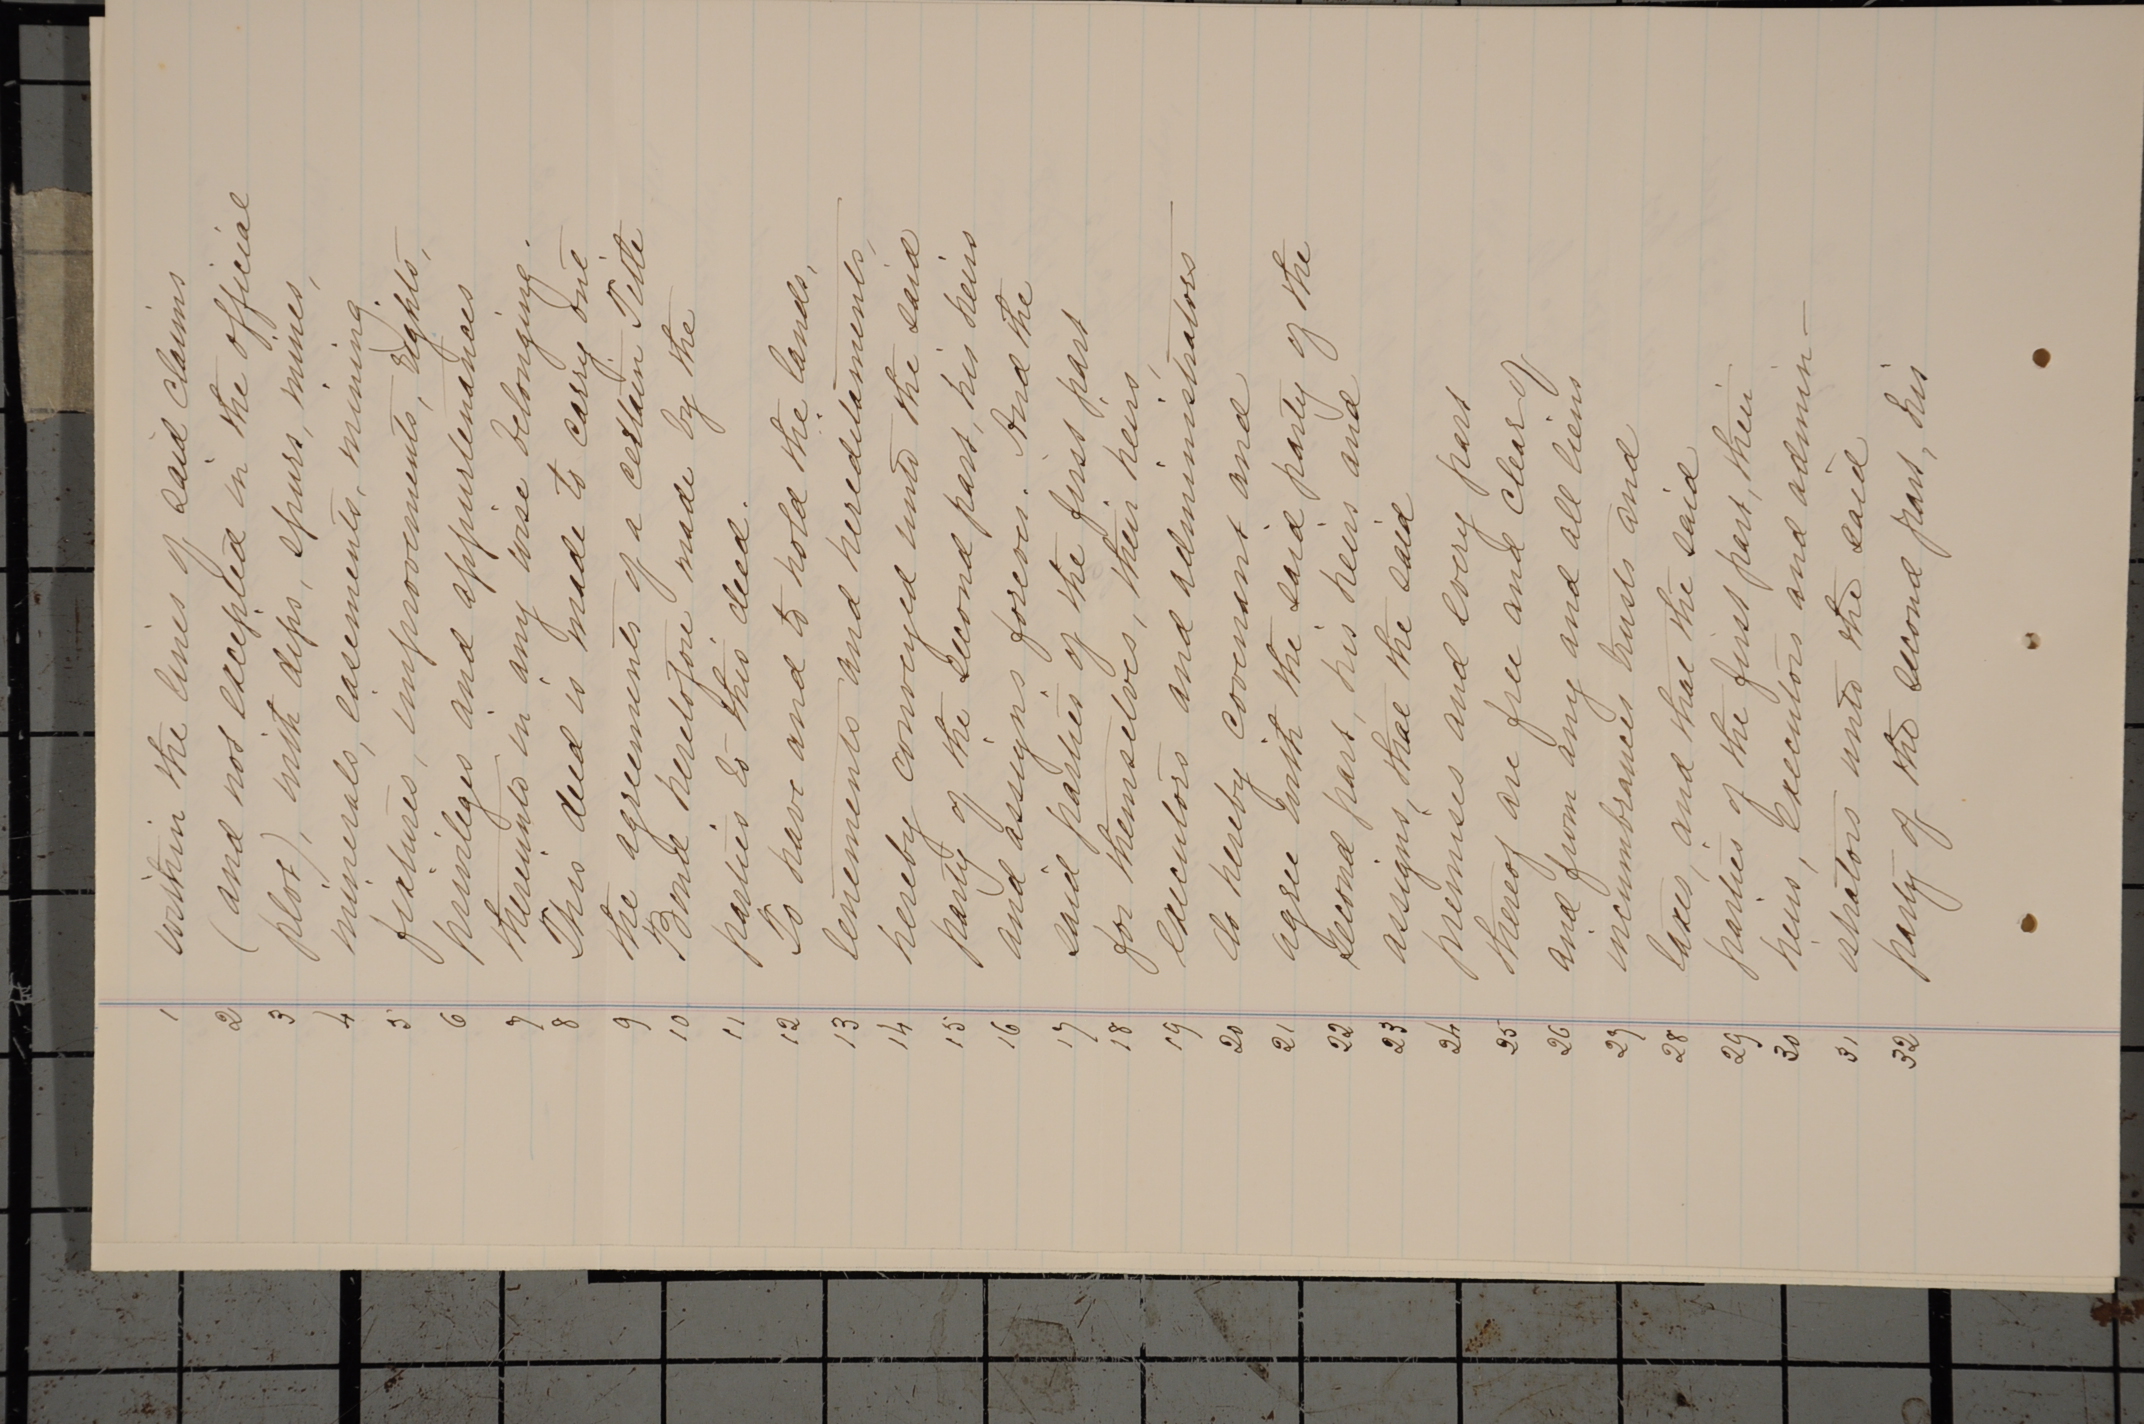 1 within the lines of said claims
2 (and not excepted in the official
3 plot), with dips, spurs, mines,
4 minerals, easements, mining
5 fixtures, improvements, rights,
6 privileges and appurtenances
7 thereunto in any wise belonging.
8 This deed is made to carry out
9 the agreements of a certain Title
10 Bond heretofore made by the
11 parties to this deed.
12 To have and to hold the lands,
13 tenements and hereditaments,
14 hereby conveyed unto the said
15 party of the second part, his heirs
16 and assigns forever. And the
17 said parties of the first part
18 for themselves, their heirs,
19 executors and administrators
20 do hereby covenant and
21 agree with the said party of the
22 second part, his heirs and
23 assigns, that the said
24 premises and every part
25 thereof are free and clear of
26 and from any and all liens
27 incumbrances trusts and
28 taxes, and that the said
29 parties of the first part, their
30 heirs, executors and admin-
31 istrators unto the said
32 party of the second part, his